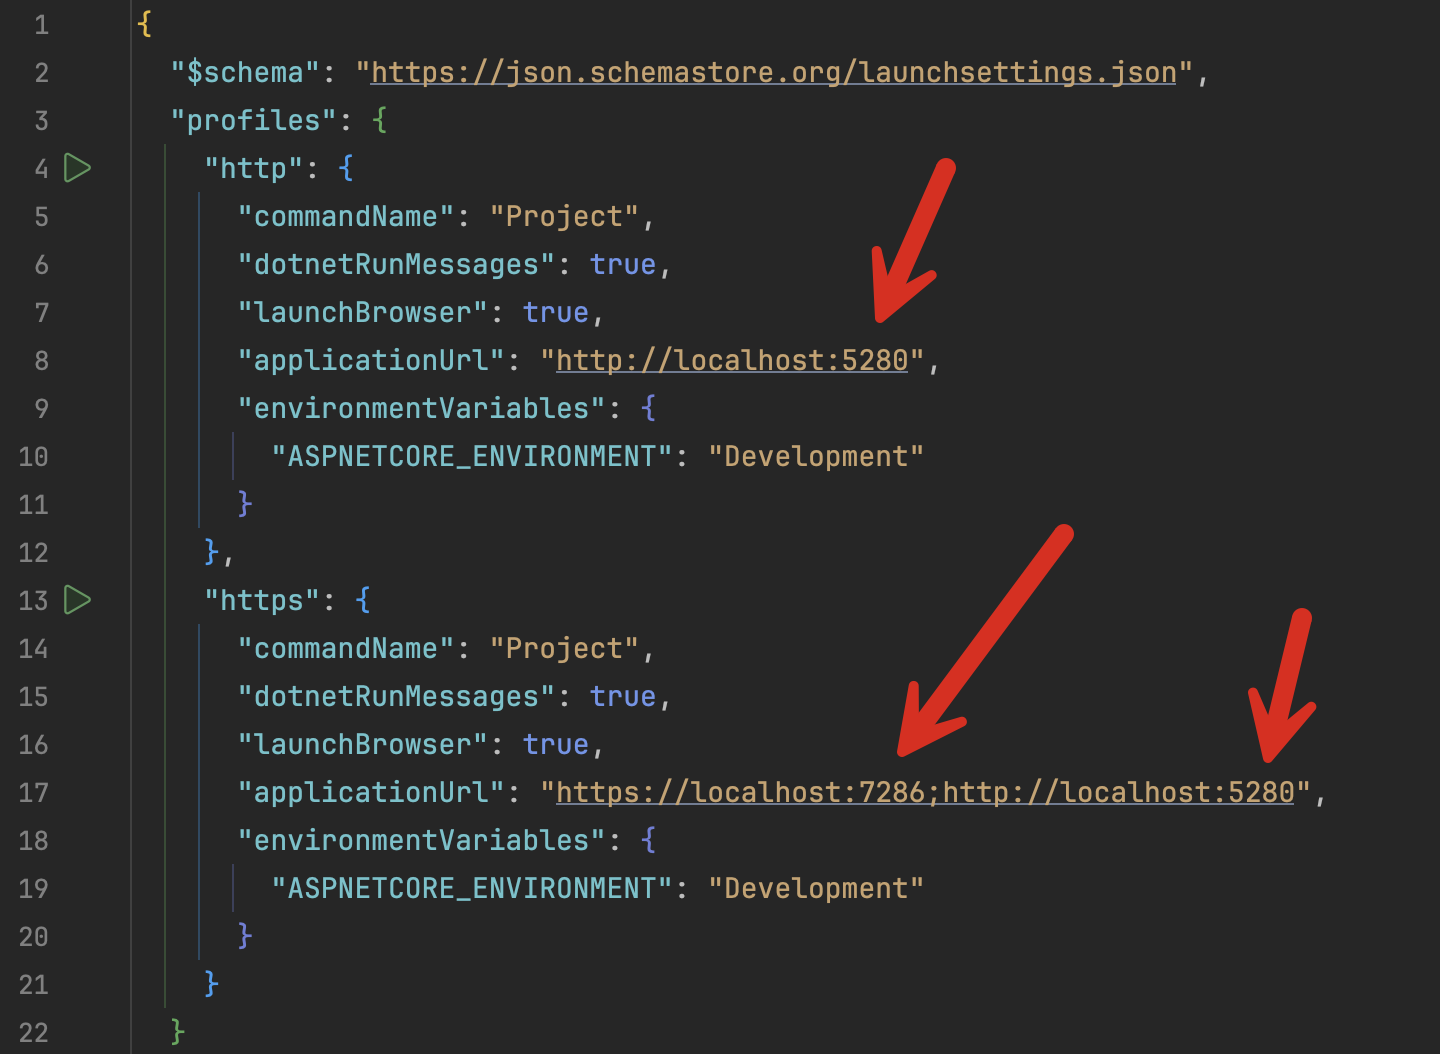 1 {
2 "$schema": "https://json.schemastore.org/launchsettings.json",
3 "profiles": {
4 "http": {
5 "commandName": "Project",
6 "dotnetRunMessages": true,
7 "launchBrowser": true,
8 "applicationUrl": "http://localhost:5280",
9 "environmentVariables": {
10 "ASPNETCORE_ENVIRONMENT": "Development"
11 }
12 },
13 "https": {
14 "commandName": "Project",
15 "dotnetRunMessages": true,
16 "launchBrowser": true,
17 "applicationUrl": "https://localhost:7286;http://localhost:5280",
18 "environmentVariables": {
19 "ASPNETCORE_ENVIRONMENT": "Development"
20 }
21 }
22 }